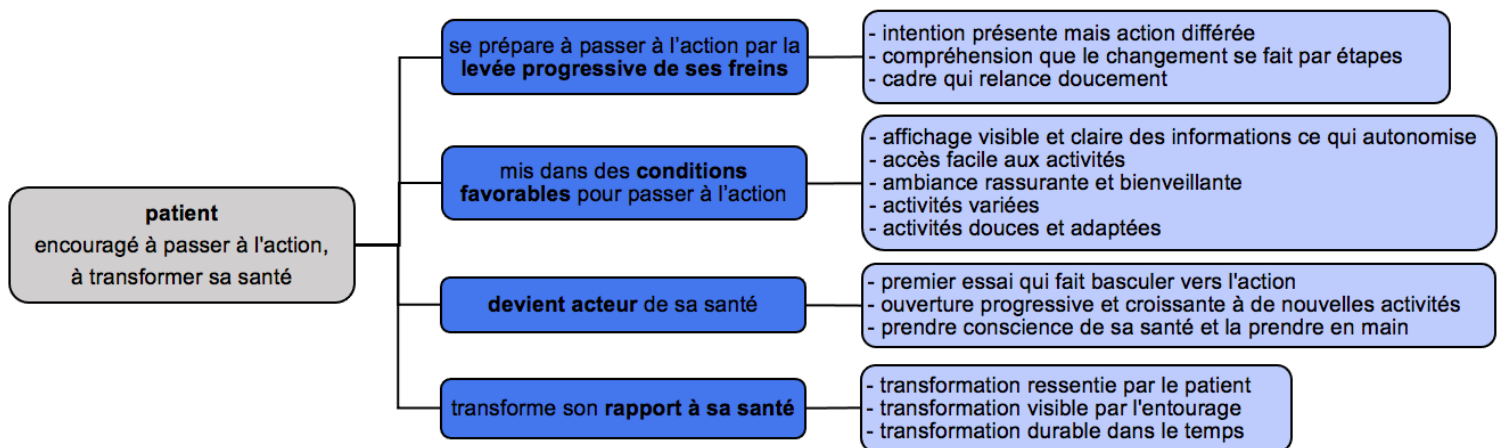 patient
encouragé à passer à l'action,
à transformer sa santé
se prépare à passer à l'action par la
levée progressive de ses freins
- intention présente mais action différée
- compréhension que le changement se fait par étapes
- cadre qui relance doucement
mis dans des conditions
favorables pour passer à l'action
- affichage visible et claire des informations ce qui autonomise
- accès facile aux activités
- ambiance rassurante et bienveillante
- activités variées
- activités douces et adaptées
devient acteur de sa santé
- premier essai qui fait basculer vers l'action
- ouverture progressive et croissante à de nouvelles activités
- prendre conscience de sa santé et la prendre en main
transforme son rapport à sa santé
- transformation ressentie par le patient
- transformation visible par l'entourage
- transformation durable dans le temps